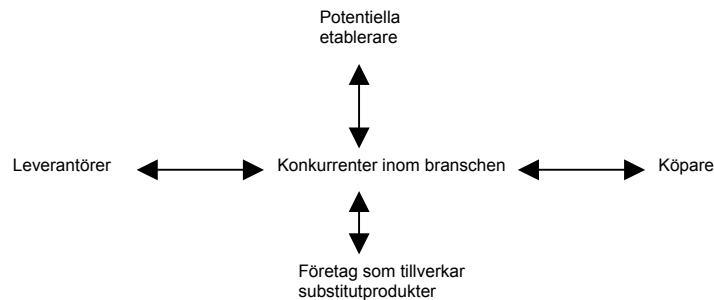 Potentiella
etablerare
Leverantörer
Konkurrenter inom branschen
Köpare
Företag som tillverkar
substitutprodukter